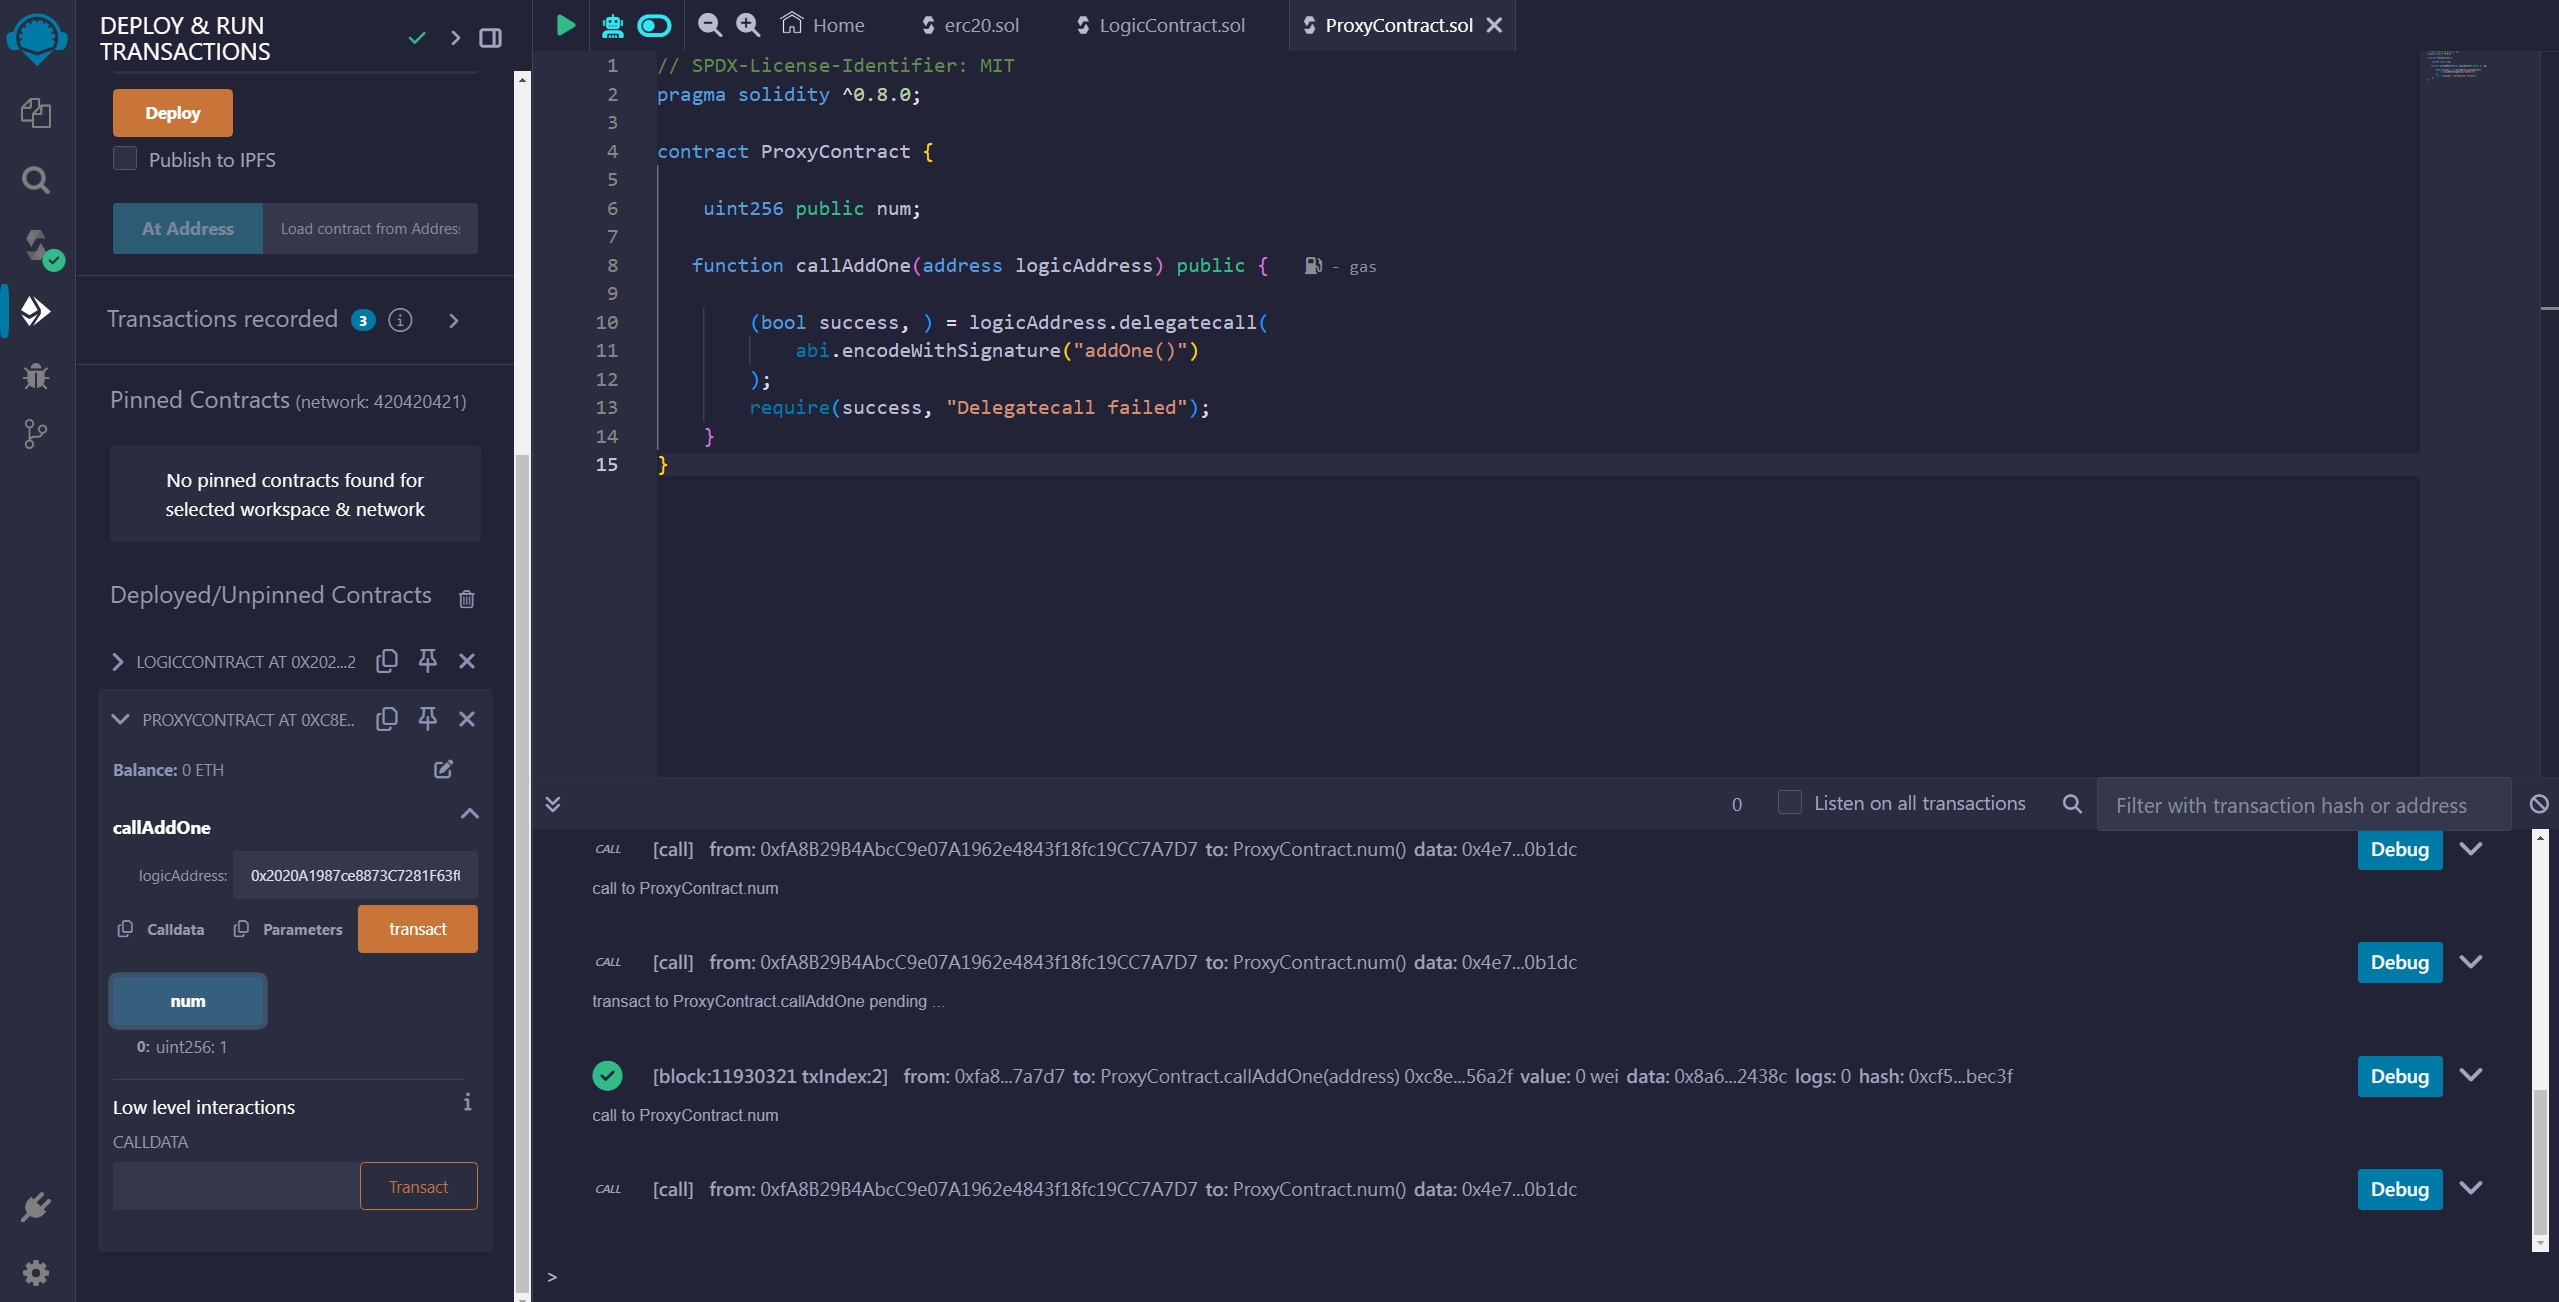 DEPLOY & RUN
TRANSACTIONS
Deploy
Publish to IPFS
At Address
Load contract from Address
Transactions recorded 3
Pinned Contracts (network: 420420421)
No pinned contracts found for
selected workspace & network
Deployed/Unpinned Contracts
LOGICCONTRACT AT 0X202...2
PROXYCONTRACT AT 0XC8E..
Balance: 0 ETH
callAddOne
logicAddress: 0x2020A1987ce8873C7281F63f
Calldata Parameters transact
num
0: uint256: 1
Low level interactions
CALLDATA
Transact
Home erc20.sol LogicContract.sol ProxyContract.sol
1 // SPDX-License-Identifier: MIT
2 pragma solidity ^0.8.0;
3
4 contract ProxyContract {
5
6 uint256 public num;
7
8 function callAddOne(address logicAddress) public { - gas
9
10 (bool success, ) = logicAddress.delegatecall(
11 abi.encodeWithSignature("addOne()")
12 );
13 require(success, "Delegatecall failed");
14 }
15 }
0 Listen on all transactions Filter with transaction hash or address
CALL [call] from: 0xfA8B29B4AbcC9e07A1962e4843f18fc19CC7A7D7 to: ProxyContract.num() data: 0x4e7...0b1dc Debug
call to ProxyContract.num
CALL [call] from: 0xfA8B29B4AbcC9e07A1962e4843f18fc19CC7A7D7 to: ProxyContract.num() data: 0x4e7...0b1dc Debug
transact to ProxyContract.callAddOne pending ...
[block:11930321 txIndex:2] from: 0xfa8...7a7d7 to: ProxyContract.callAddOne(address) 0xc8e...56a2f value: 0 wei data: 0x8a6...2438c logs: 0 hash: 0xcf5...bec3f Debug
call to ProxyContract.num
CALL [call] from: 0xfA8B29B4AbcC9e07A1962e4843f18fc19CC7A7D7 to: ProxyContract.num() data: 0x4e7...0b1dc Debug
>